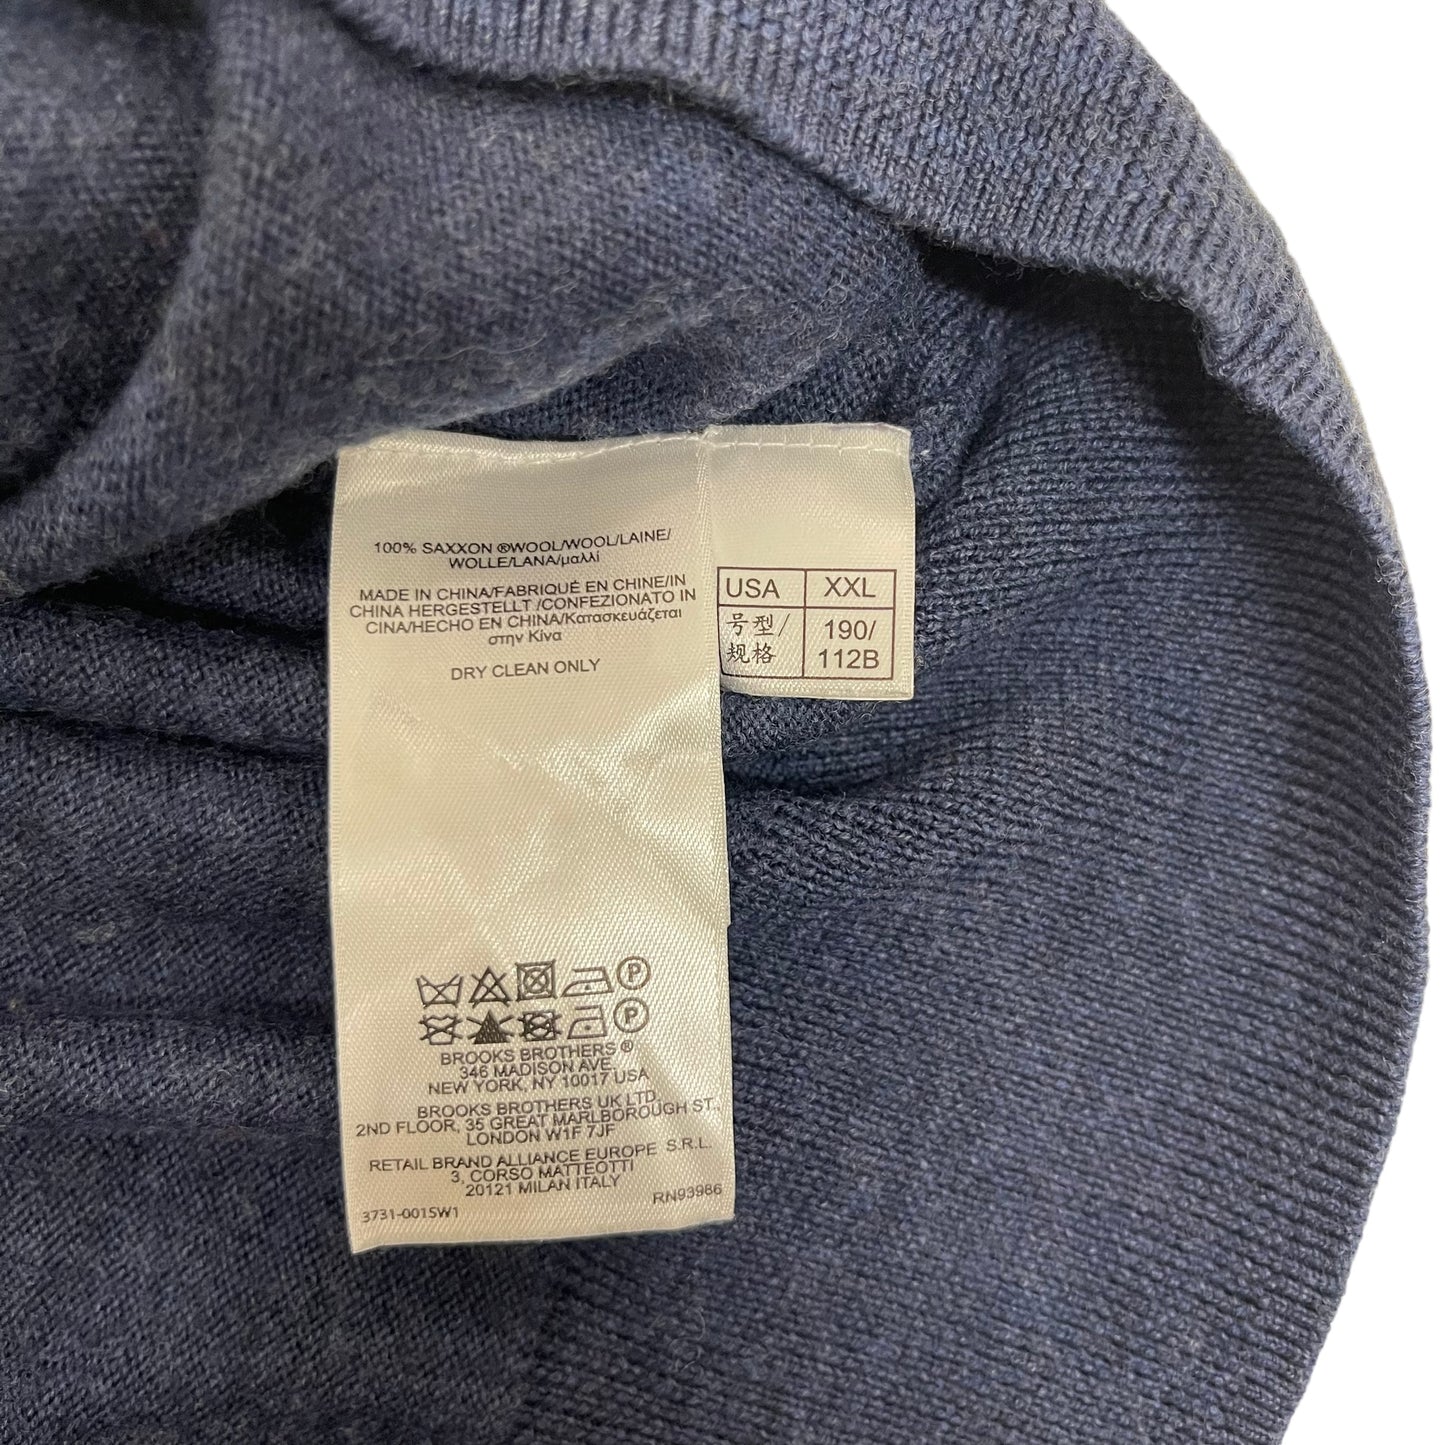 100% SAXXON ®WOOL/WOOL/LAINE/
WOLLE/LANA/μαλλί
MADE IN CHINA/FABRIQUÉ EN CHINE/IN
CHINA HERGESTELLT /CONFEZIONATO IN
CINA/HECHO EN CHINA/Κατασκευάζεται
στην Κίνα
DRY CLEAN ONLY
USA XXL
号型/ 190/
规格 112B
P
P
BROOKS BROTHERS ®
346 MADISON AVE.
NEW YORK, NY 10017 USA
BROOKS BROTHERS UK LTD.
2ND FLOOR, 35 GREAT MARLBOROUGH ST.,
LONDON W1F 7JF
RETAIL BRAND ALLIANCE EUROPE S.R.L.
3, CORSO MATTEOTTI
20121 MILAN ITALY
RN93986
3731-001SW1